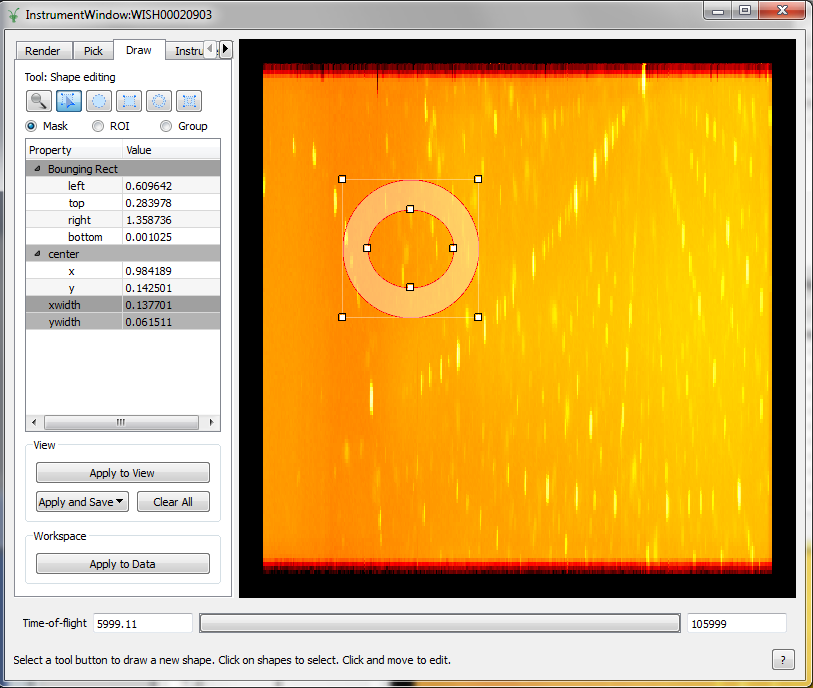 InstrumentWindow:WISH00020903
Render Pick Draw Instru
Tool: Shape editing
Mask ROI Group
Property Value
Bounging Rect
left 0.609642
top 0.283978
right 1.358736
bottom 0.001025
center
x 0.984189
y 0.142501
xwidth 0.137701
ywidth 0.061511
View
Apply to View
Apply and Save Clear All
Workspace
Apply to Data
Time-of-flight 5999.11 105999
Select a tool button to draw a new shape. Click on shapes to select. Click and move to edit. ?